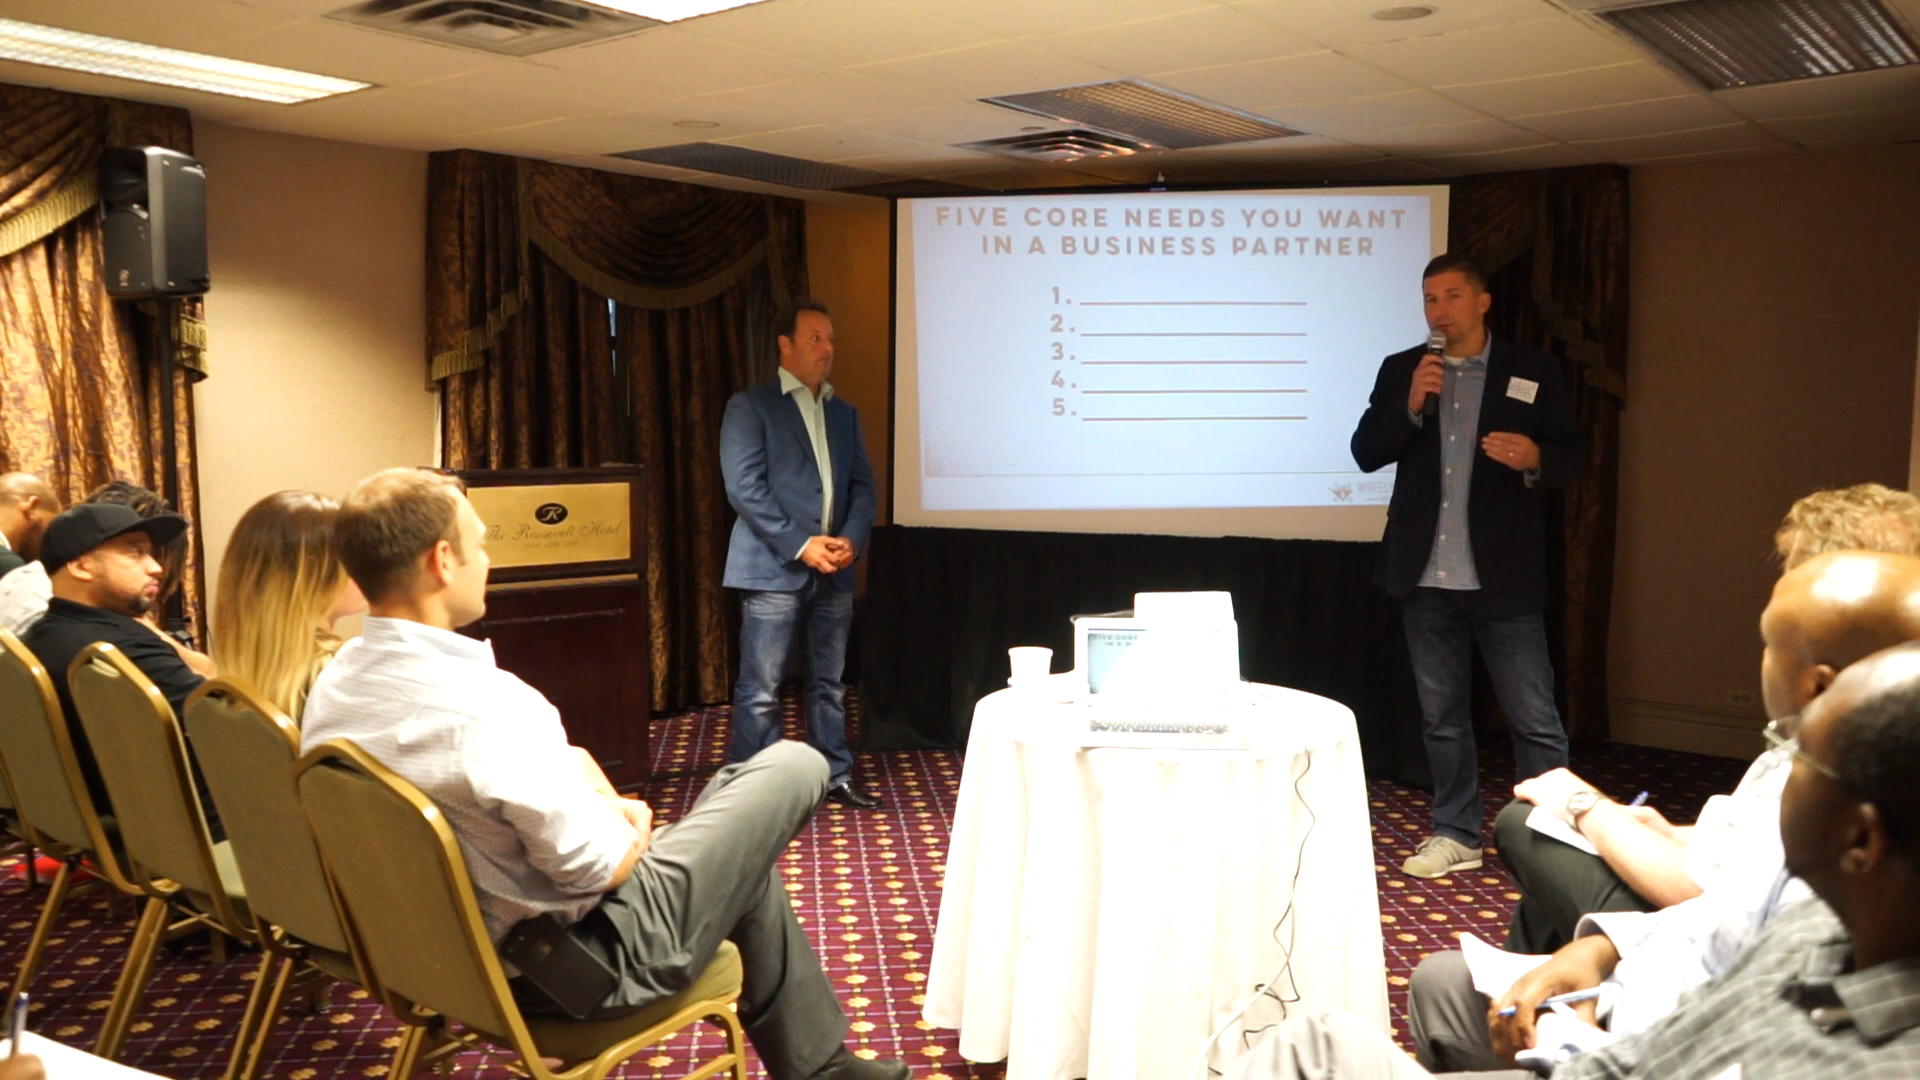 FIVE CORE NEEDS YOU WANT
IN A BUSINESS PARTNER
1.
2.
3.
4.
5.
R
The Roosevelt Hotel